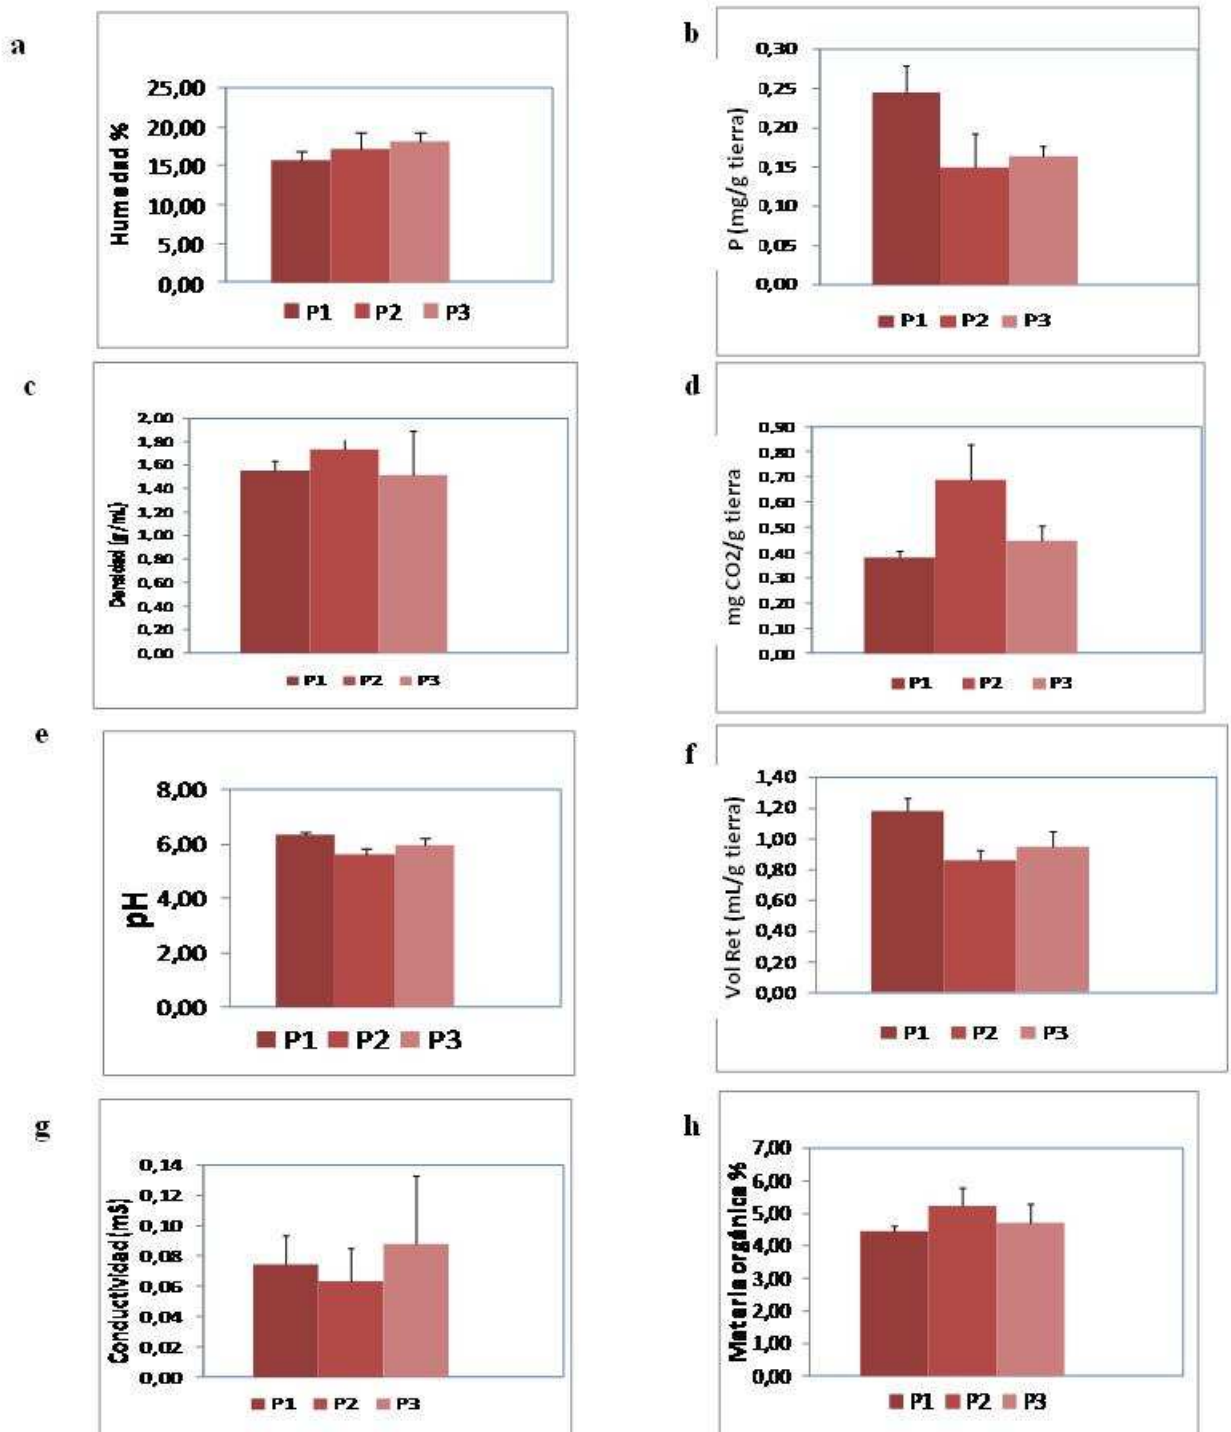 a
Humedad %
25,00
20,00
15,00
10,00
5,00
0,00
P1 P2 P3
b
P (mg/g tierra)
0,30
0,25
0,20
0,15
0,10
0,05
0,00
P1 P2 P3
c
Densidad (g/mL)
2,00
1,80
1,60
1,40
1,20
1,00
0,80
0,60
0,40
0,20
0,00
P1 P2 P3
d
mg CO2/g tierra
0,90
0,80
0,70
0,60
0,50
0,40
0,30
0,20
0,10
0,00
P1 P2 P3
e
pH
8,00
6,00
4,00
2,00
0,00
P1 P2 P3
f
Vol Ret (mL/g tierra)
1,40
1,20
1,00
0,80
0,60
0,40
0,20
0,00
P1 P2 P3
g
Conductividad (mS)
0,14
0,12
0,10
0,08
0,06
0,04
0,02
0,00
P1 P2 P3
h
Materia orgánica %
7,00
6,00
5,00
4,00
3,00
2,00
1,00
0,00
P1 P2 P3